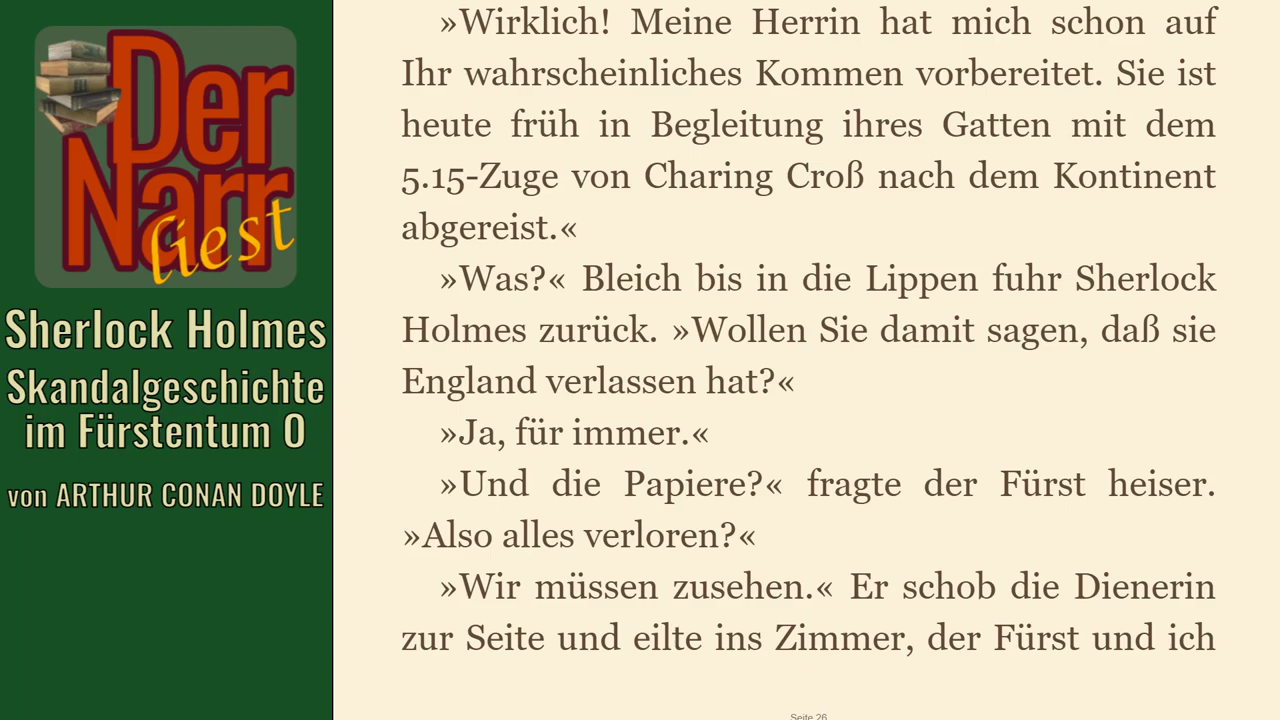 Der
Narr
liest
Sherlock Holmes
Skandalgeschichte
im Fürstentum O
von ARTHUR CONAN DOYLE
»Wirklich! Meine Herrin hat mich schon auf
Ihr wahrscheinliches Kommen vorbereitet. Sie ist
heute früh in Begleitung ihres Gatten mit dem
5.15-Zuge von Charing Croß nach dem Kontinent
abgereist.«
»Was?« Bleich bis in die Lippen fuhr Sherlock
Holmes zurück. »Wollen Sie damit sagen, daß sie
England verlassen hat?«
»Ja, für immer.«
»Und die Papiere?« fragte der Fürst heiser.
»Also alles verloren?«
»Wir müssen zusehen.« Er schob die Dienerin
zur Seite und eilte ins Zimmer, der Fürst und ich
Seite 26